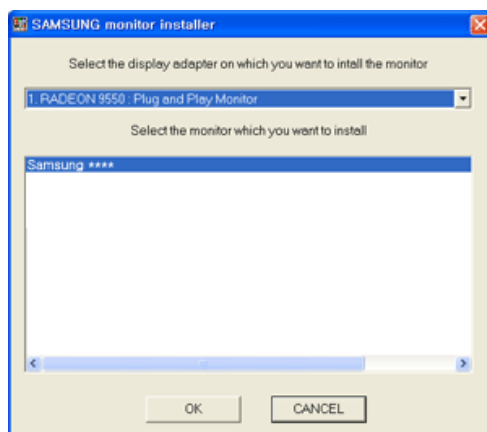 SAMSUNG monitor installer
Select the display adapter on which you want to intall the monitor
1. RADEON 9550 : Plug and Play Monitor
Select the monitor which you want to install
Samsung ****
OK
CANCEL